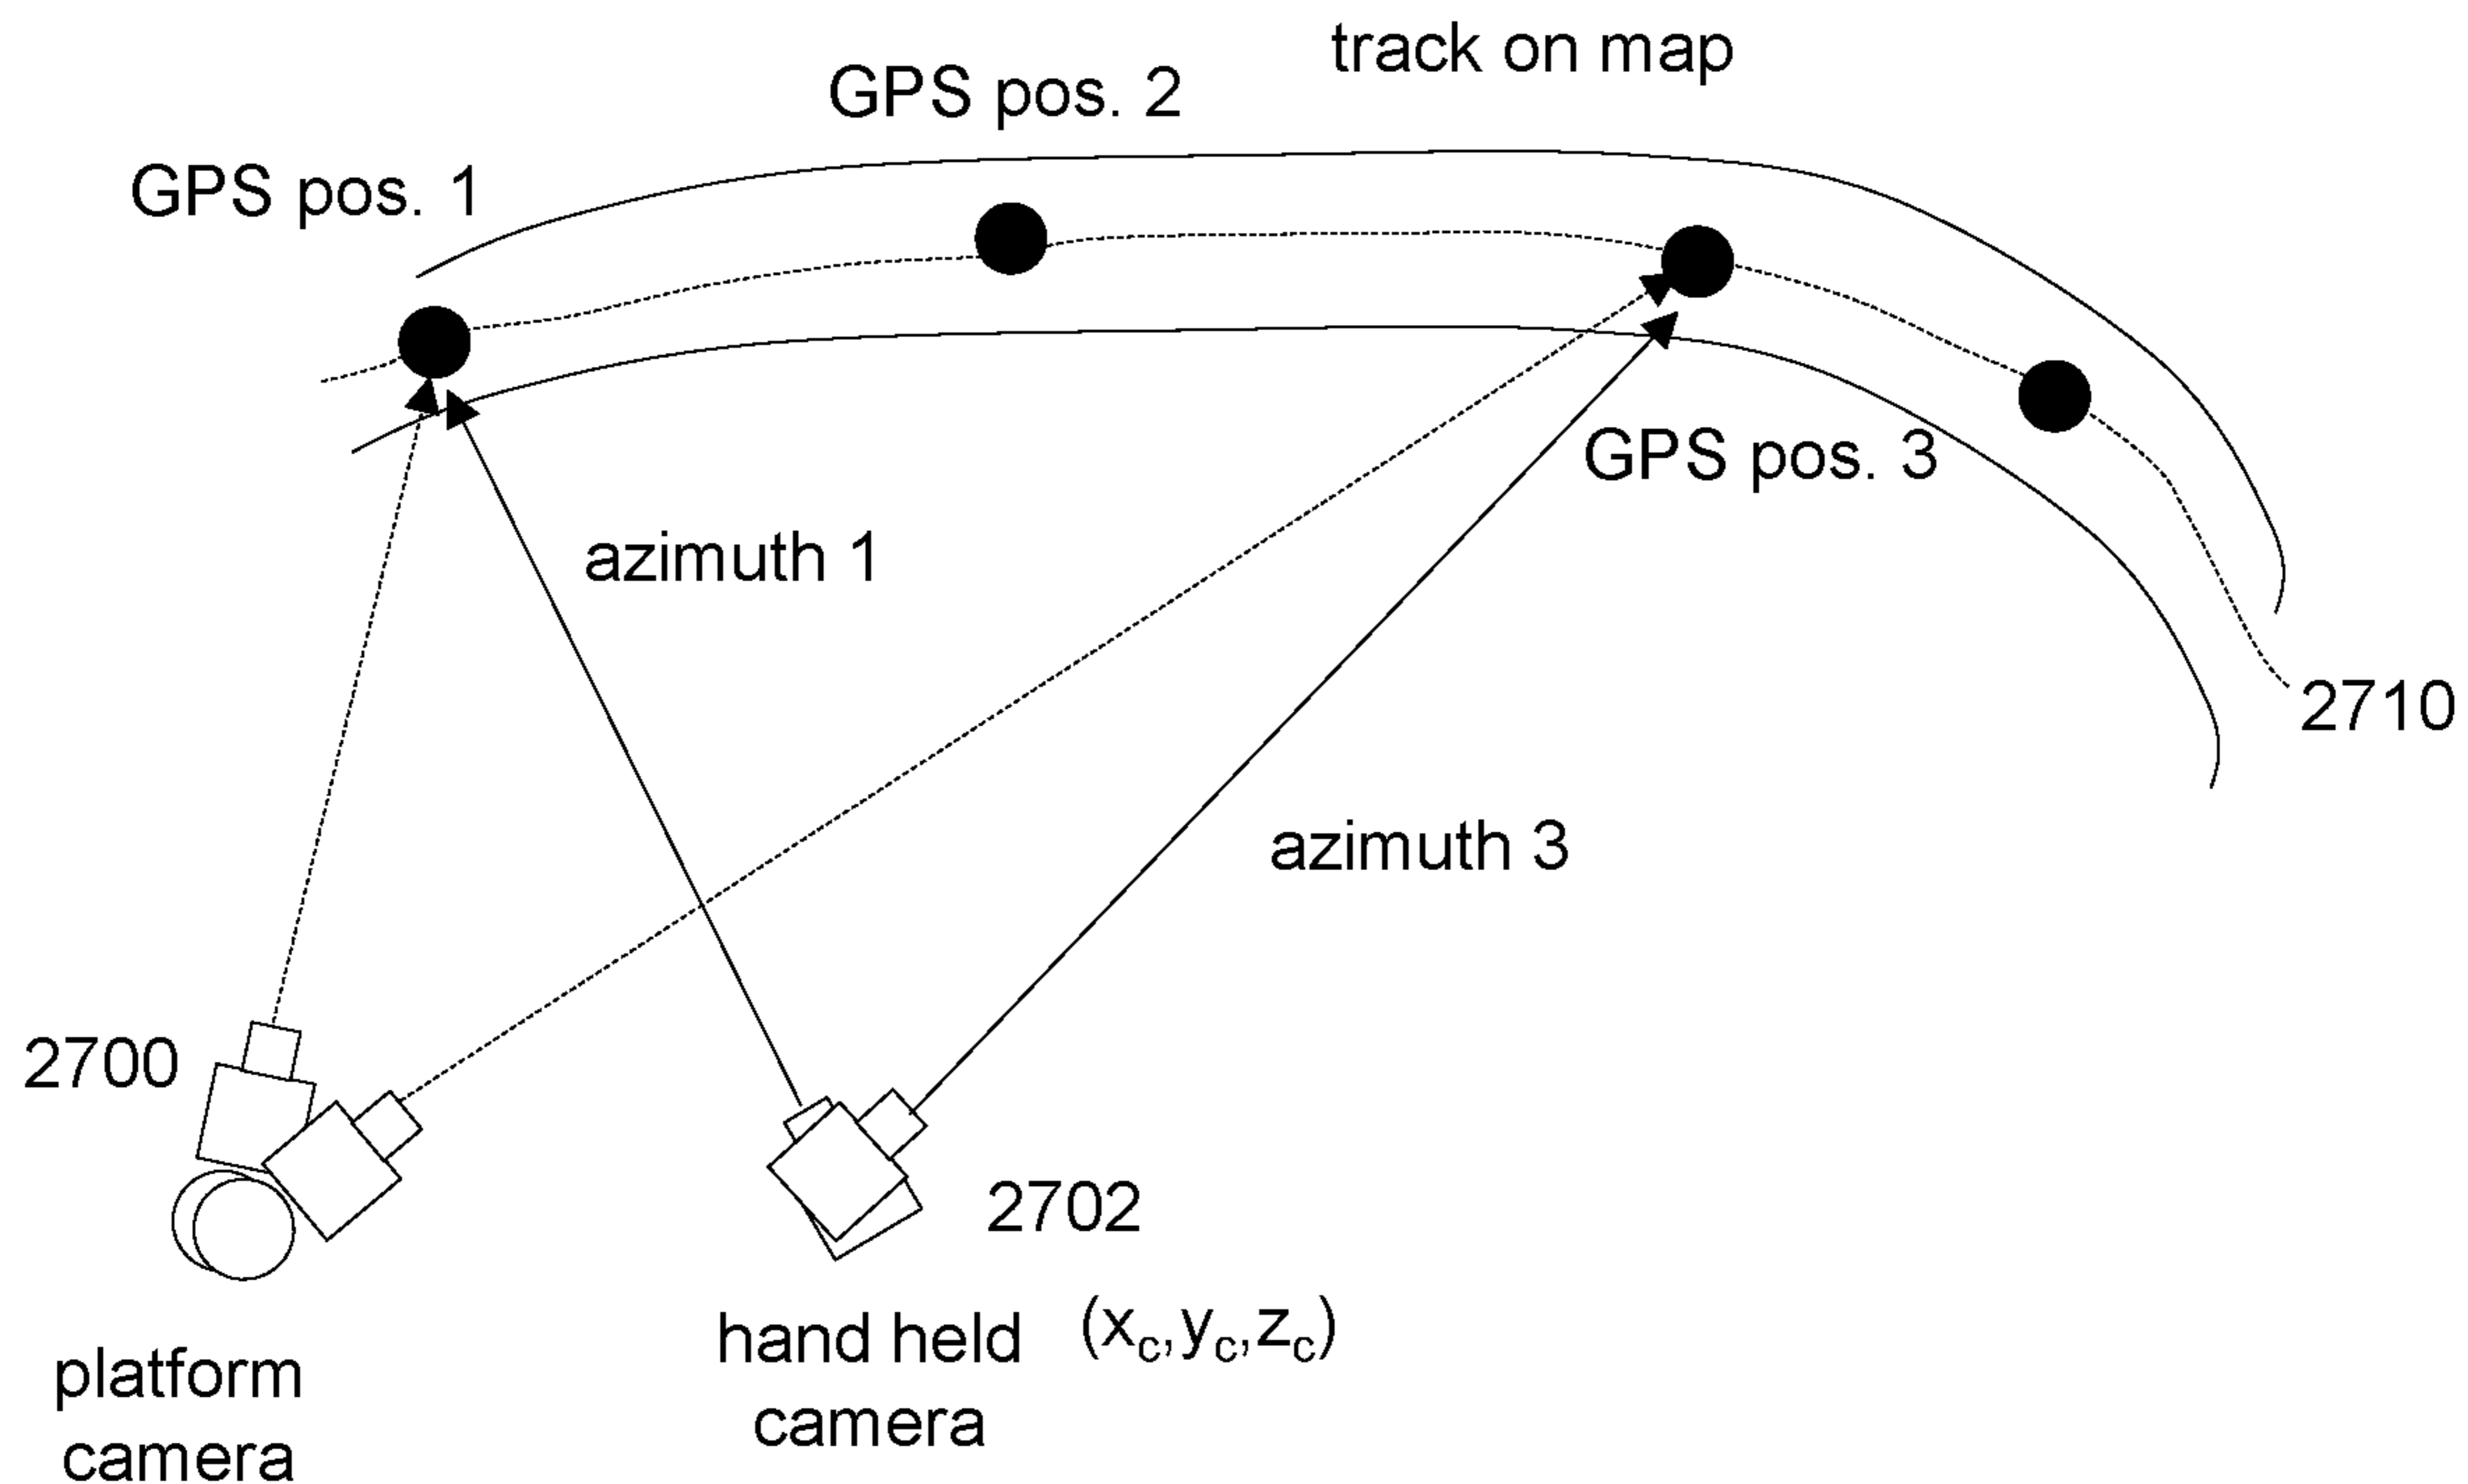 track on map
GPS pos. 2
GPS pos. 1
GPS pos. 3
azimuth 1
2710
azimuth 3
2700
2702
hand held
camera
(xc,yc,zc)
platform
camera